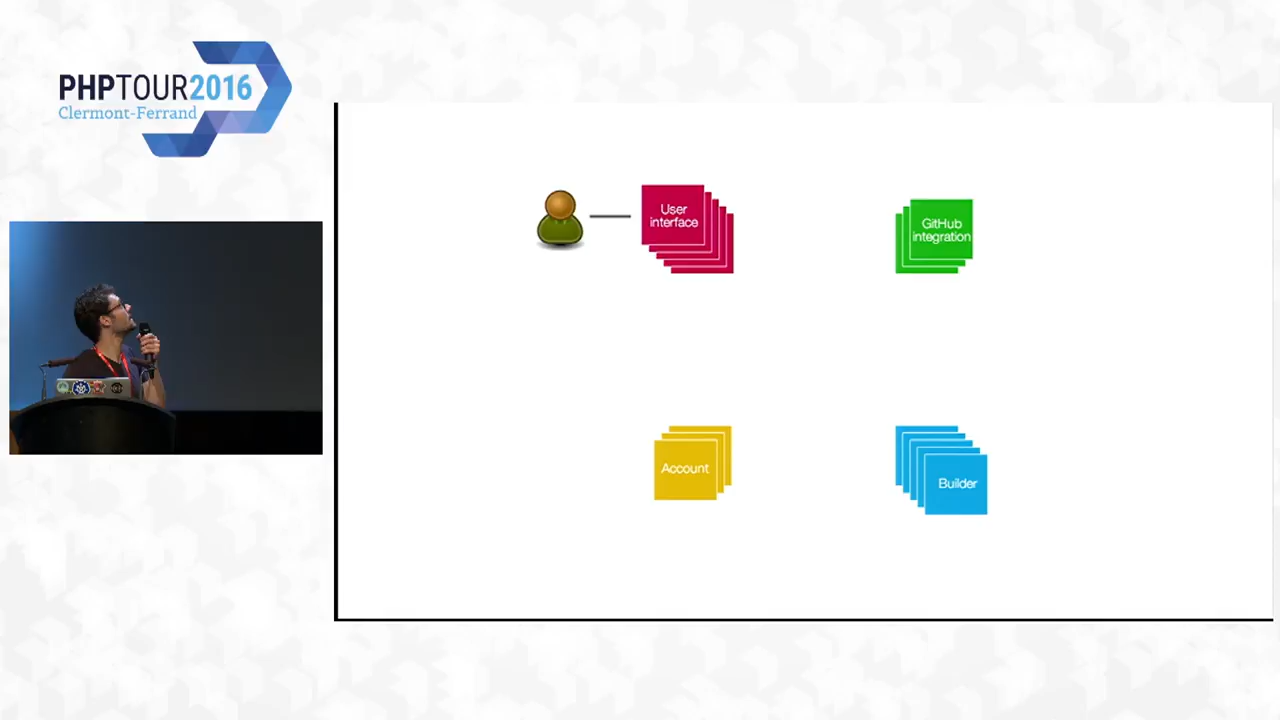 PHPTOUR2016
Clermont-Ferrand
User
interface
GitHub
integration
Account
Builder